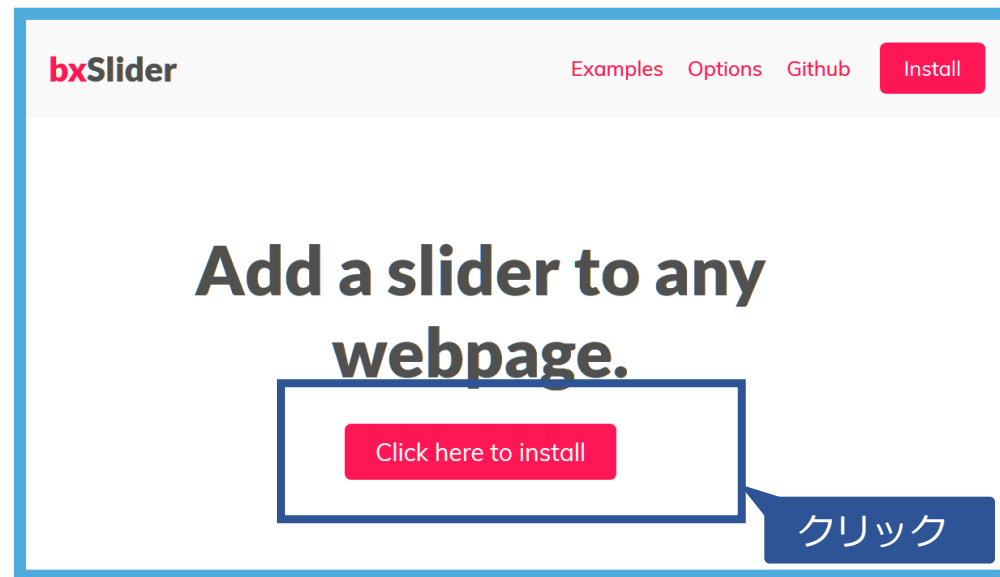 bxSlider
Examples Options Github Install
Add a slider to any
webpage.
Click here to install
クリック